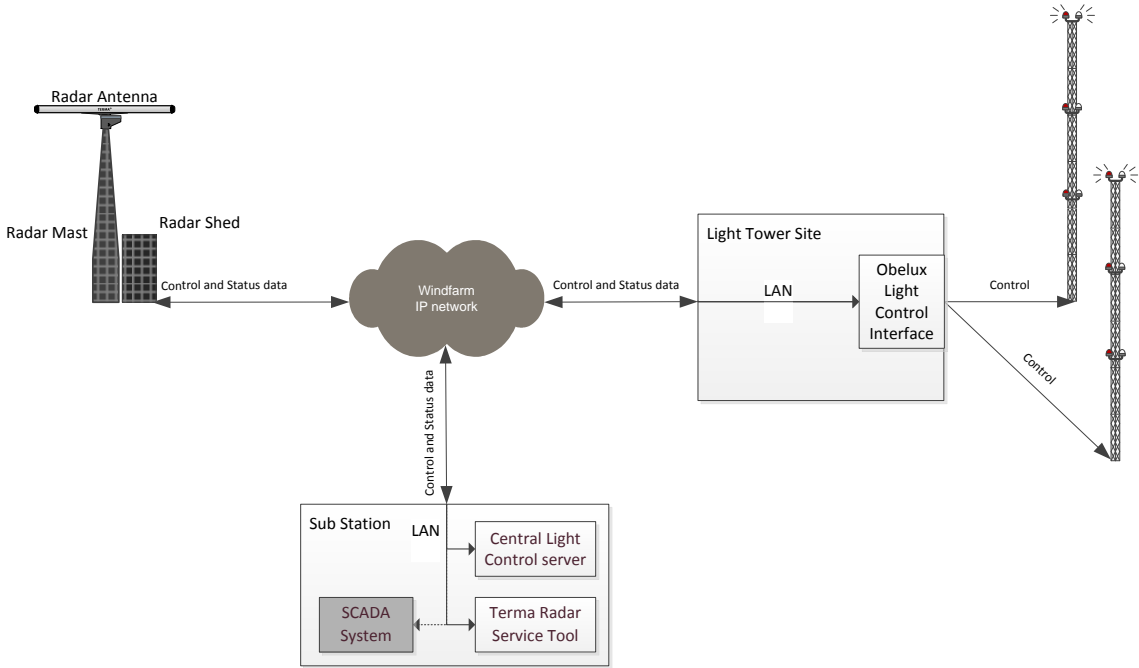 Radar Antenna
TERMA
Radar Mast
Radar Shed
Control and Status data
Windfarm
IP network
Control and Status data
Light Tower Site
LAN
Obelux
Light
Control
Interface
Control
Control
Control and Status data
Sub Station
LAN
Central Light
Control server
SCADA
System
Terma Radar
Service Tool